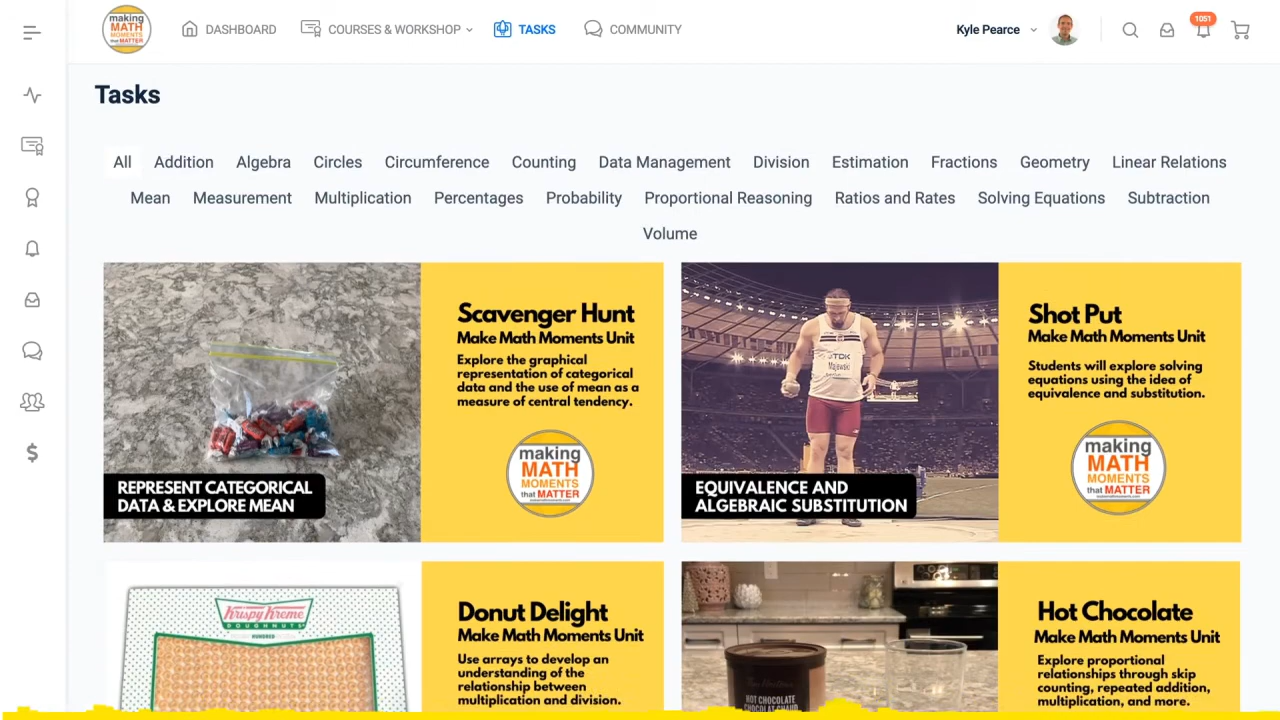 making
MATH
MOMENTS
that MATTER
DASHBOARD
COURSES & WORKSHOP
TASKS
COMMUNITY
Kyle Pearce
1051
Tasks
All Addition Algebra Circles Circumference Counting Data Management Division Estimation Fractions Geometry Linear Relations
Mean Measurement Multiplication Percentages Probability Proportional Reasoning Ratios and Rates Solving Equations Subtraction
Volume
Scavenger Hunt
Make Math Moments Unit
Explore the graphical
representation of categorical
data and the use of mean as a
measure of central tendency.
making
MATH
MOMENTS
that MATTER
REPRESENT CATEGORICAL
DATA & EXPLORE MEAN
Shot Put
Make Math Moments Unit
Students will explore solving
equations using the idea of
equivalence and substitution.
making
MATH
MOMENTS
that MATTER
TDK
Majewski
EQUIVALENCE AND
ALGEBRAIC SUBSTITUTION
Krispy Kreme
DOUGHNUTS
HUNDRED
Donut Delight
Make Math Moments Unit
Use arrays to develop an
understanding of the
relationship between
multiplication and division.
HOT CHOCOLATE
CHOCOLAT CHAUD
Hot Chocolate
Make Math Moments Unit
Explore proportional
relationships through skip
counting, repeated addition,
multiplication, and more.